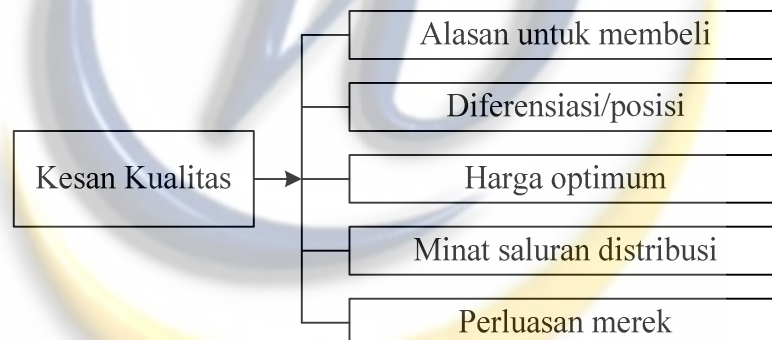 Alasan untuk membeli
Diferensiasi/posisi
Kesan Kualitas
Harga optimum
Minat saluran distribusi
Perluasan merek